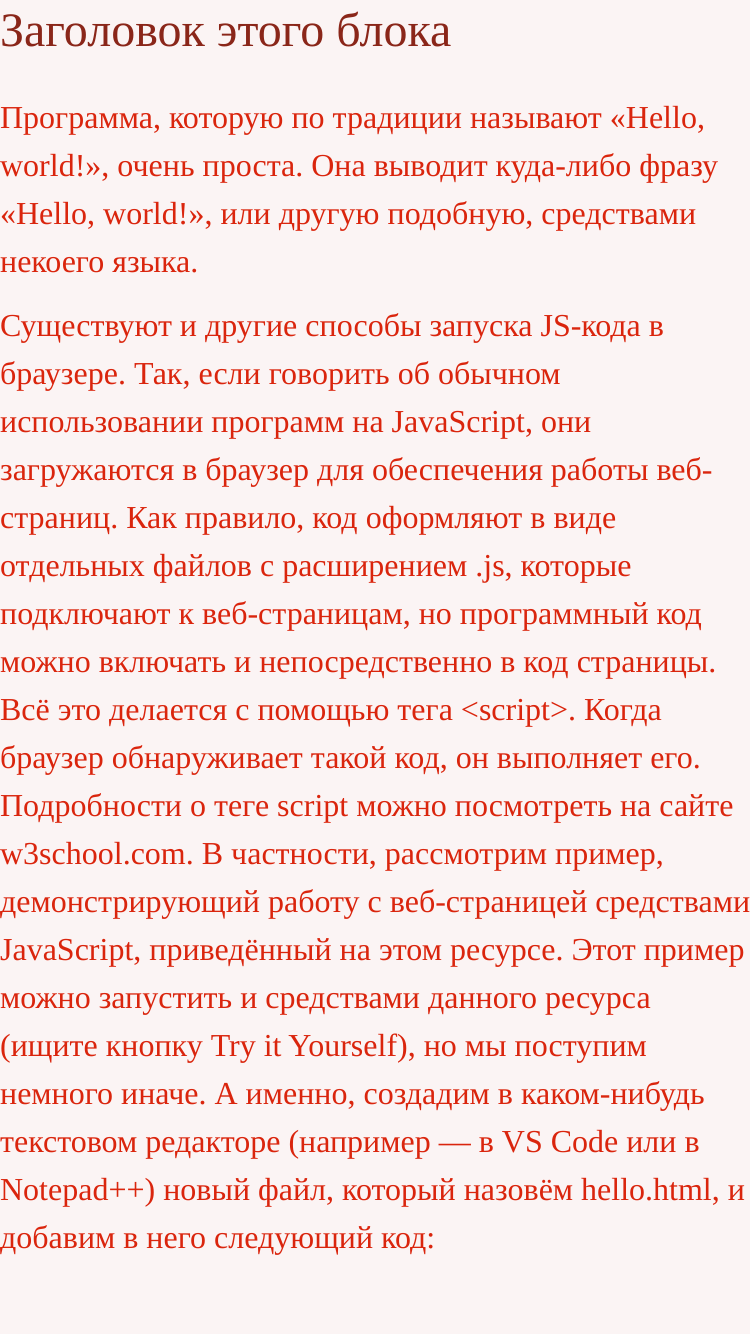 Заголовок этого блока
Программа, которую по традиции называют «Hello,
world!», очень проста. Она выводит куда-либо фразу
«Hello, world!», или другую подобную, средствами
некоего языка.
Существуют и другие способы запуска JS-кода в
браузере. Так, если говорить об обычном
использовании программ на JavaScript, они
загружаются в браузер для обеспечения работы веб-
страниц. Как правило, код оформляют в виде
отдельных файлов с расширением .js, которые
подключают к веб-страницам, но программный код
можно включать и непосредственно в код страницы.
Всё это делается с помощью тега <script>. Когда
браузер обнаруживает такой код, он выполняет его.
Подробности о теге script можно посмотреть на сайте
w3school.com. В частности, рассмотрим пример,
демонстрирующий работу с веб-страницей средствами
JavaScript, приведённый на этом ресурсе. Этот пример
можно запустить и средствами данного ресурса
(ищите кнопку Try it Yourself), но мы поступим
немного иначе. А именно, создадим в каком-нибудь
текстовом редакторе (например — в VS Code или в
Notepad++) новый файл, который назовём hello.html, и
добавим в него следующий код: